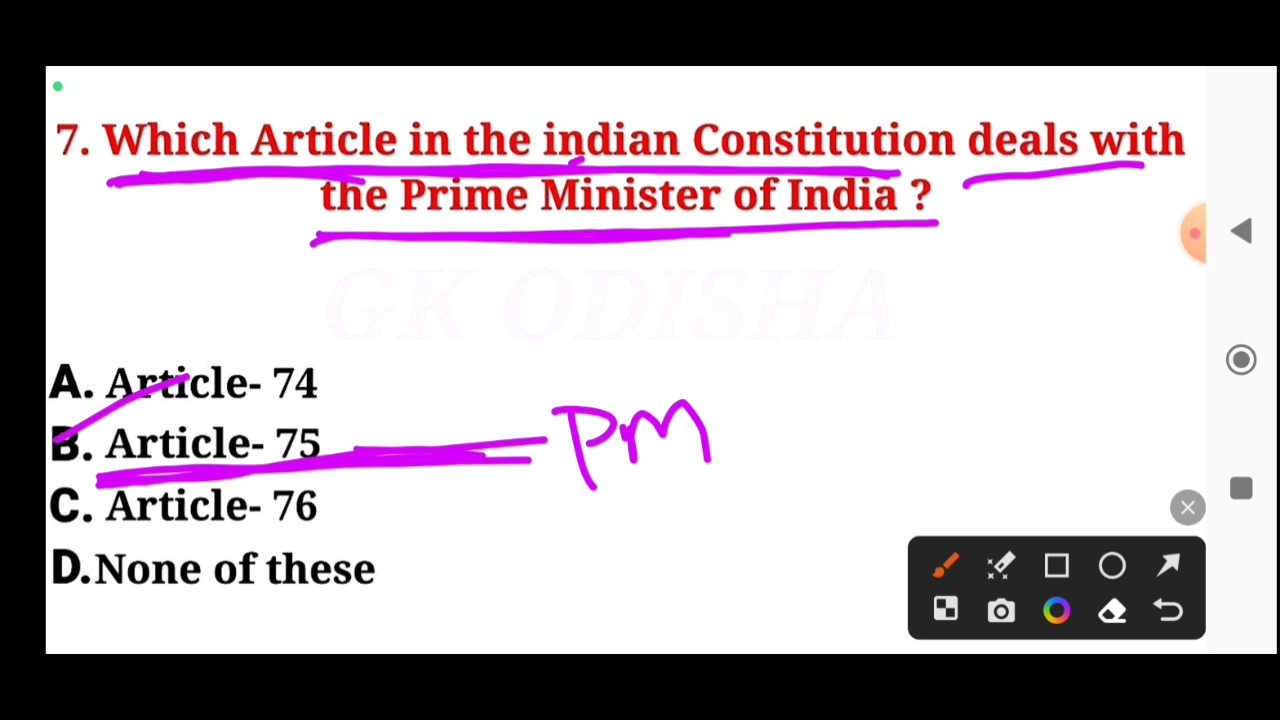 7. Which Article in the indian Constitution deals with
the Prime Minister of India ?
GK ODISHA
A. Article- 74
B. Article- 75
PM
C. Article- 76
D.None of these